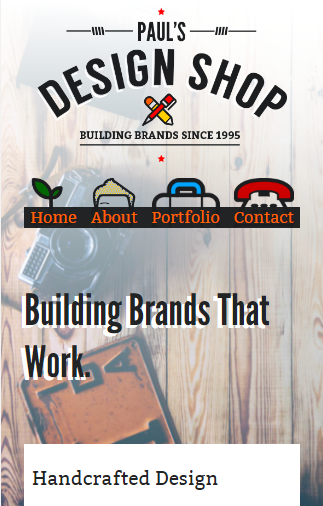 PAUL'S
DESIGN SHOP
BUILDING BRANDS SINCE 1995
Home About Portfolio Contact
Building Brands That
Work.
Handcrafted Design